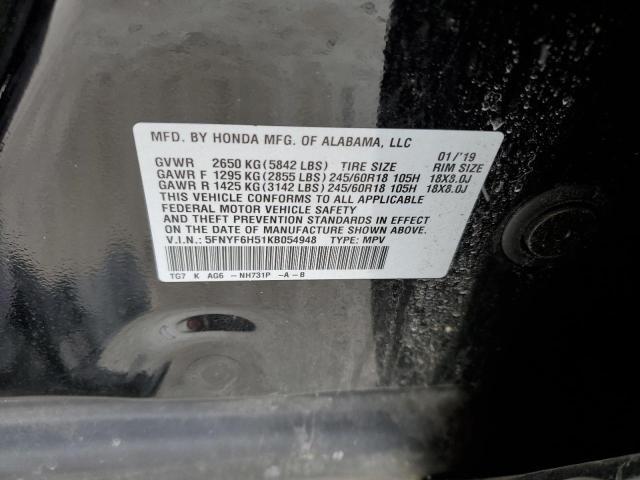 MFD. BY HONDA MFG. OF ALABAMA, LLC 01/'19
GVWR 2650 KG (5842 LBS) TIRE SIZE RIM SIZE
GAWR F 1295 KG (2855 LBS) 245/60R18 105H 18X8.0J
GAWR R 1425 KG (3142 LBS) 245/60R18 105H 18X8.0J
THIS VEHICLE CONFORMS TO ALL APPLICABLE
FEDERAL MOTOR VEHICLE SAFETY
AND THEFT PREVENTION STANDARDS IN EFFECT
ON THE DATE OF MANUFACTURE SHOWN ABOVE.
V.I.N.: 5FNYF6H51KB054948 TYPE: MPV
TG7 K AG6 -NH731P -A-B